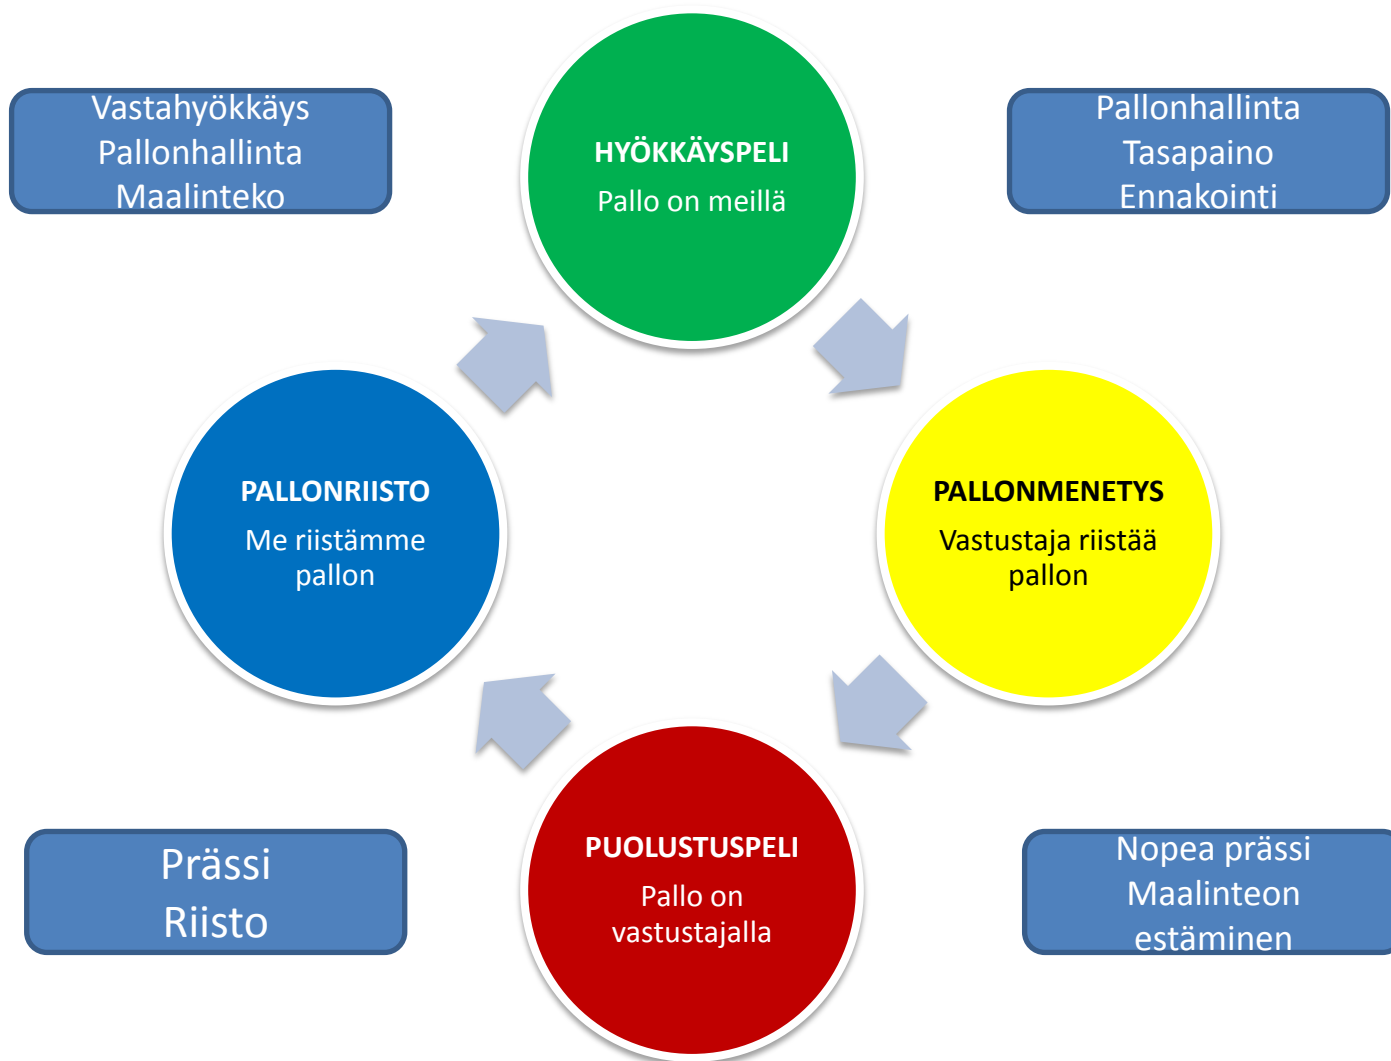 Vastahyökkäys
Pallonhallinta
Maalinteko
HYÖKKÄYSPELI
Pallo on meillä
Pallonhallinta
Tasapaino
Ennakointi
PALLONRIISTO
Me riistämme
pallon
PALLONMENETYS
Vastustaja riistää
pallon
Prässi
Riisto
PUOLUSTUSPELI
Pallo on
vastustajalla
Nopea prässi
Maalinteon
estäminen